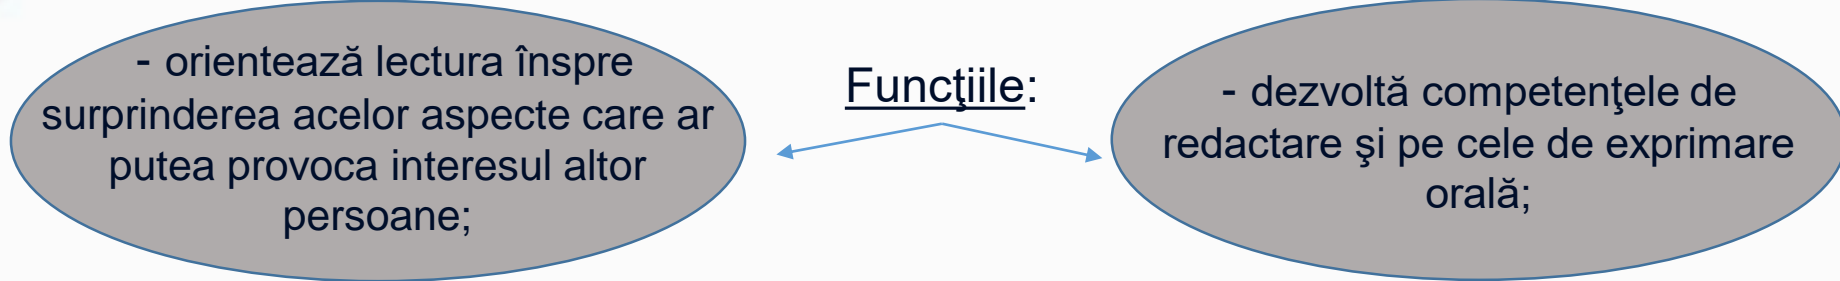 - orientează lectura înspre
surprinderea acelor aspecte care ar
putea provoca interesul altor
persoane;
Funcţiile:
- dezvoltă competenţele de
redactare şi pe cele de exprimare
orală;